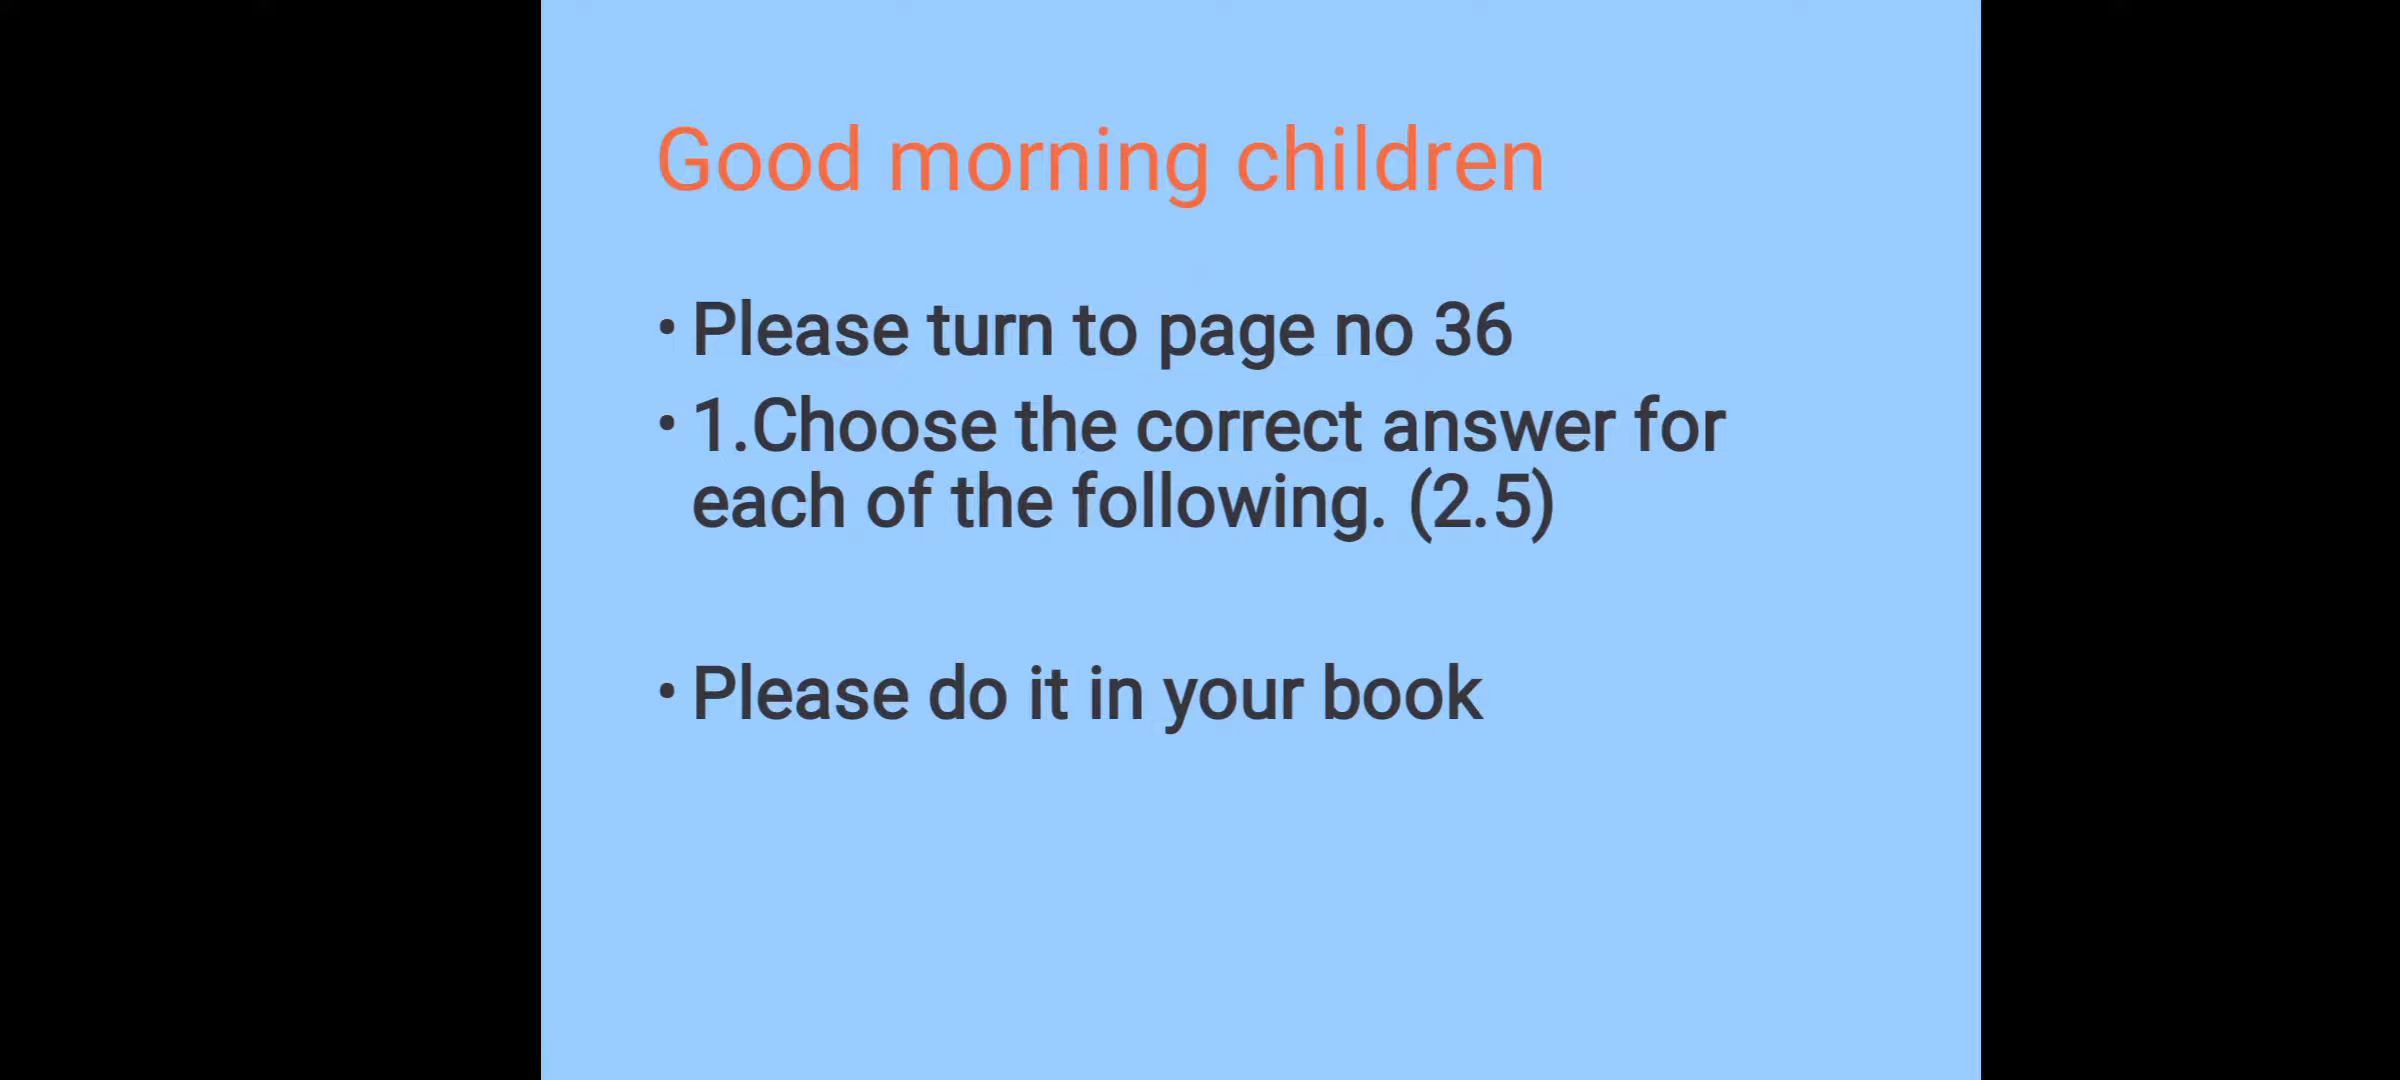 Good morning children
• Please turn to page no 36
• 1.Choose the correct answer for
each of the following. (2.5)
• Please do it in your book